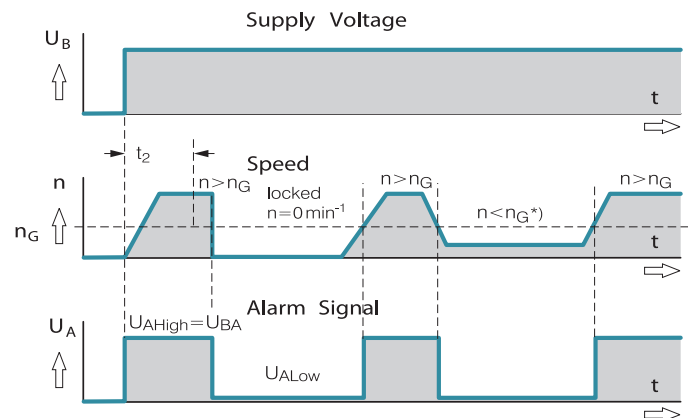 Supply Voltage
U_B
t
t₂
Speed
n
n>n_G
locked
n=0 min⁻¹
n>n_G
n<n_G*)
n>n_G
n_G
t
Alarm Signal
U_AHigh=U_BA
U_A
U_ALow
t